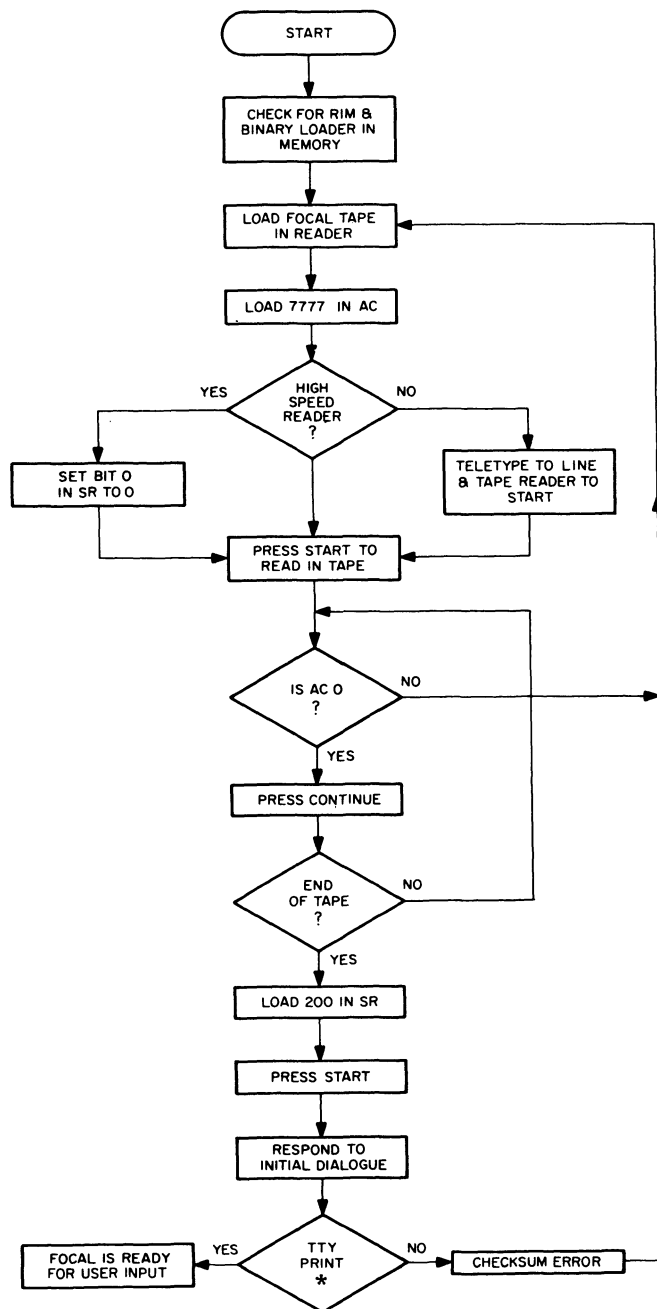 START
CHECK FOR RIM &
BINARY LOADER IN
MEMORY
LOAD FOCAL TAPE
IN READER
LOAD 7777 IN AC
YES
HIGH
SPEED
READER
?
NO
SET BIT 0
IN SR TO 0
TELETYPE TO LINE
& TAPE READER TO
START
PRESS START TO
READ IN TAPE
IS AC 0
?
NO
YES
PRESS CONTINUE
END
OF TAPE
?
NO
YES
LOAD 200 IN SR
PRESS START
RESPOND TO
INITIAL DIALOGUE
FOCAL IS READY
FOR USER INPUT
YES
TTY
PRINT
*
NO
CHECKSUM ERROR